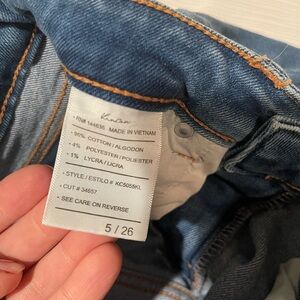 KanCan
• RN# 144636 MADE IN VIETNAM
• 95% COTTON / ALGODON
• 4% POLYESTER / POLIESTER
• 1% LYCRA / LICRA
• STYLE / ESTILO # KC5055KL
• CUT # 34657
• SEE CARE ON REVERSE
5 / 26